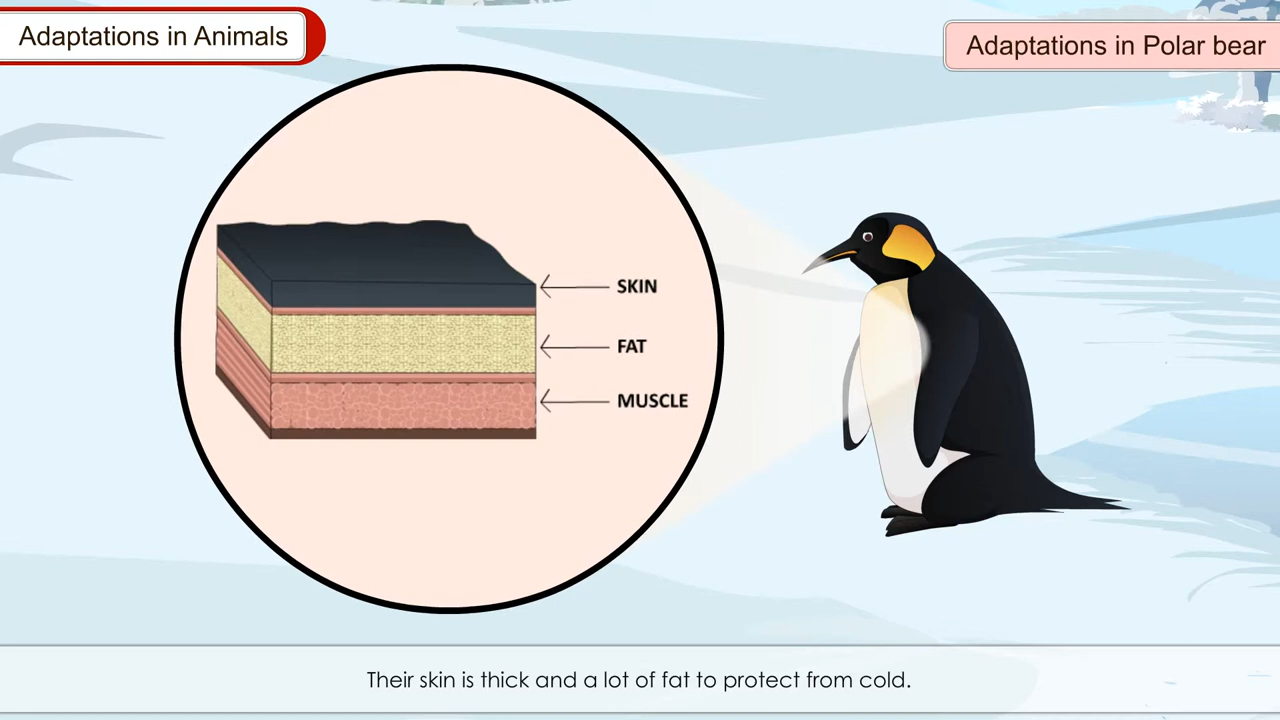 Adaptations in Animals
Adaptations in Polar bear
SKIN
FAT
MUSCLE
Their skin is thick and a lot of fat to protect from cold.